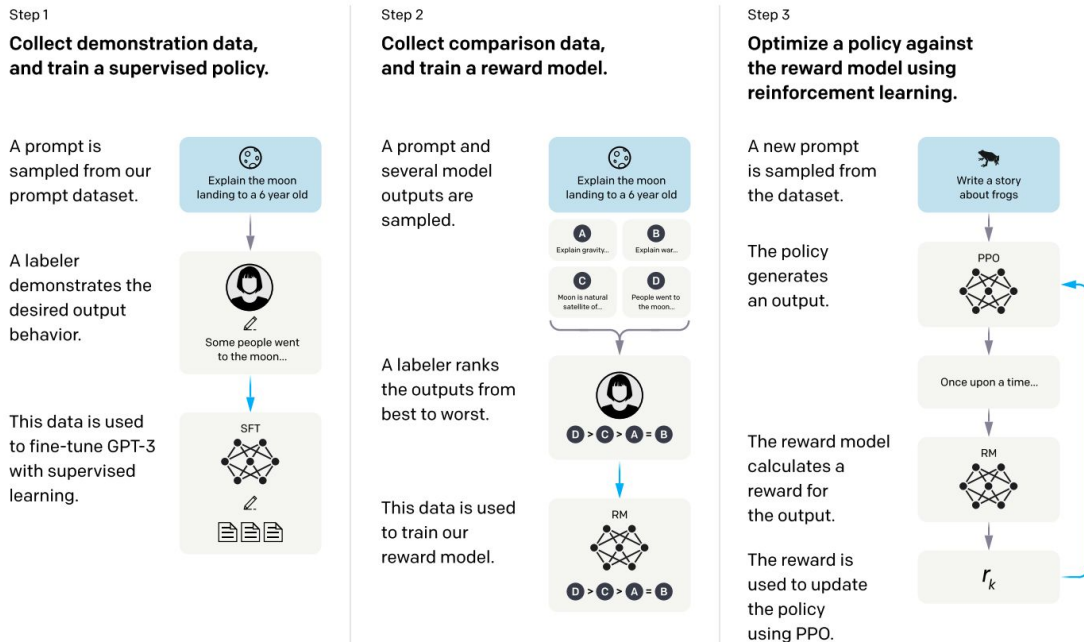 Step 1
Collect demonstration data,
and train a supervised policy.
A prompt is
sampled from our
prompt dataset.
Explain the moon
landing to a 6 year old
A labeler
demonstrates the
desired output
behavior.
Some people went
to the moon...
This data is used
to fine-tune GPT-3
with supervised
learning.
SFT
Step 2
Collect comparison data,
and train a reward model.
A prompt and
several model
outputs are
sampled.
Explain the moon
landing to a 6 year old
A
Explain gravity...
B
Explain war...
C
Moon is natural
satellite of...
D
People went to
the moon...
A labeler ranks
the outputs from
best to worst.
D > C > A = B
This data is used
to train our
reward model.
RM
D > C > A = B
Step 3
Optimize a policy against
the reward model using
reinforcement learning.
A new prompt
is sampled from
the dataset.
Write a story
about frogs
The policy
generates
an output.
PPO
Once upon a time...
The reward model
calculates a
reward for
the output.
RM
The reward is
used to update
the policy
using PPO.
r_k